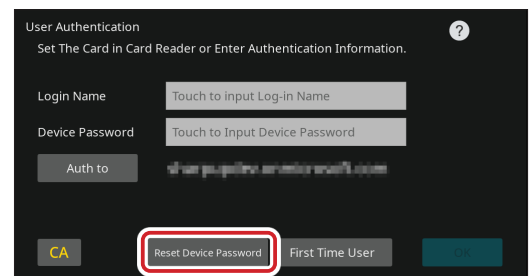 User Authentication
?
Set The Card in Card Reader or Enter Authentication Information.
Login Name
Touch to input Log-in Name
Device Password
Touch to Input Device Password
Auth to
CA
Reset Device Password
First Time User
OK